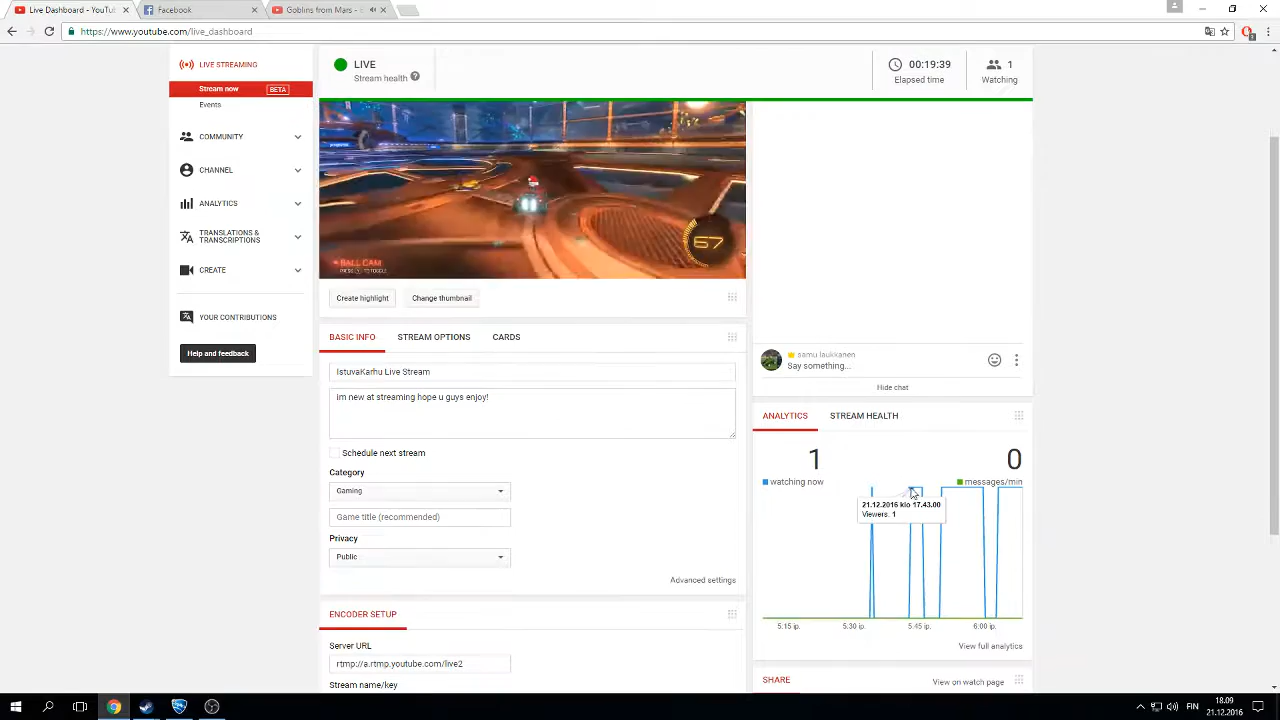 Live Dashboard - YouTu
Facebook
Goblins from Mars -
https://www.youtube.com/live_dashboard
LIVE STREAMING
Stream now BETA
Events
COMMUNITY
CHANNEL
ANALYTICS
TRANSLATIONS &
TRANSCRIPTIONS
CREATE
YOUR CONTRIBUTIONS
Help and feedback
LIVE
Stream health ?
00:19:39
Elapsed time
1
Watching
67
BALL CAM
PRESS TO TOGGLE
Create highlight
Change thumbnail
BASIC INFO
STREAM OPTIONS
CARDS
IstuvaKarhu Live Stream
im new at streaming hope u guys enjoy!
Schedule next stream
Category
Gaming
Game title (recommended)
Privacy
Public
Advanced settings
ENCODER SETUP
Server URL
rtmp://a.rtmp.youtube.com/live2
Stream name/key
samu laukkanen
Say something...
Hide chat
ANALYTICS
STREAM HEALTH
1
watching now
0
messages/min
21.12.2016 klo 17.43.00
Viewers: 1
5:15 ip.
5:30 ip.
5:45 ip.
6:00 ip.
View full analytics
SHARE
View on watch page
FIN
18.09
21.12.2016